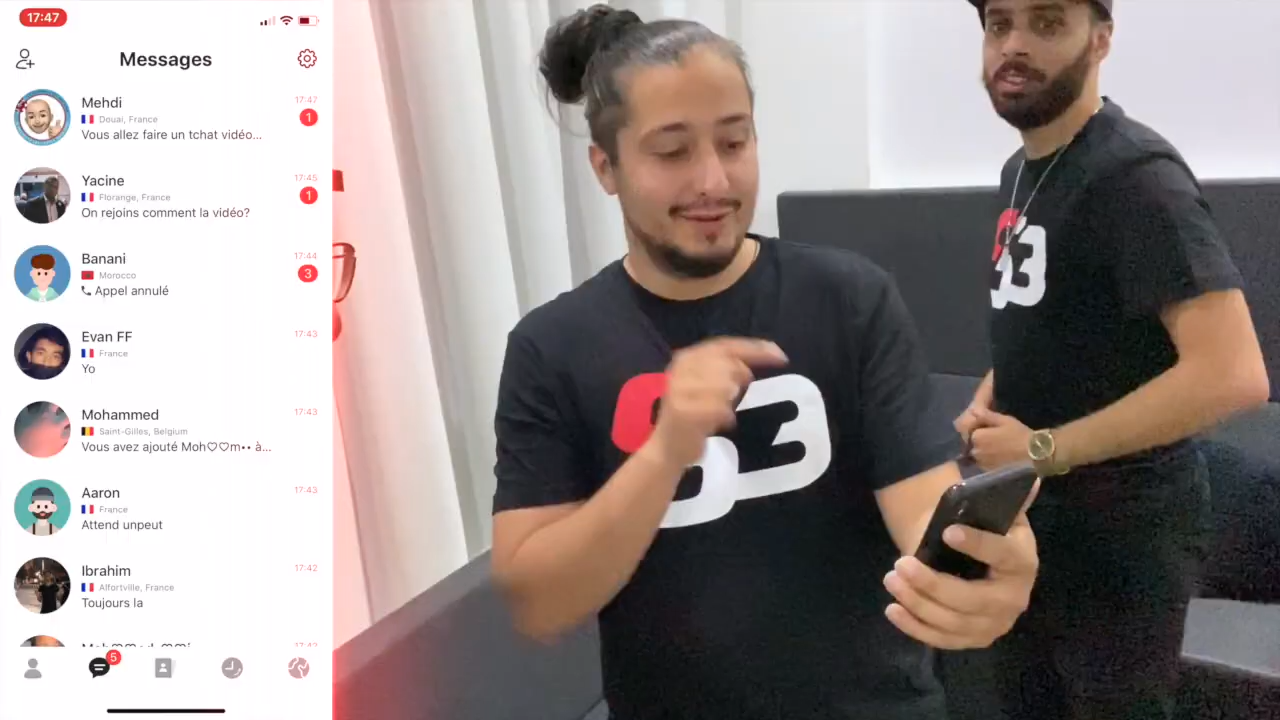 17:47
Messages
Mehdi
17:47
Douai, France
1
Vous allez faire un tchat vidéo...
Yacine
17:45
Florange, France
1
On rejoins comment la vidéo?
Banani
17:44
Morocco
3
Appel annulé
Evan FF
17:43
France
Yo
Mohammed
17:43
Saint-Gilles, Belgium
Vous avez ajouté Moh♡♡m•• à...
Aaron
17:43
France
Attend unpeut
Ibrahim
17:42
Alfortville, France
Toujours la
5